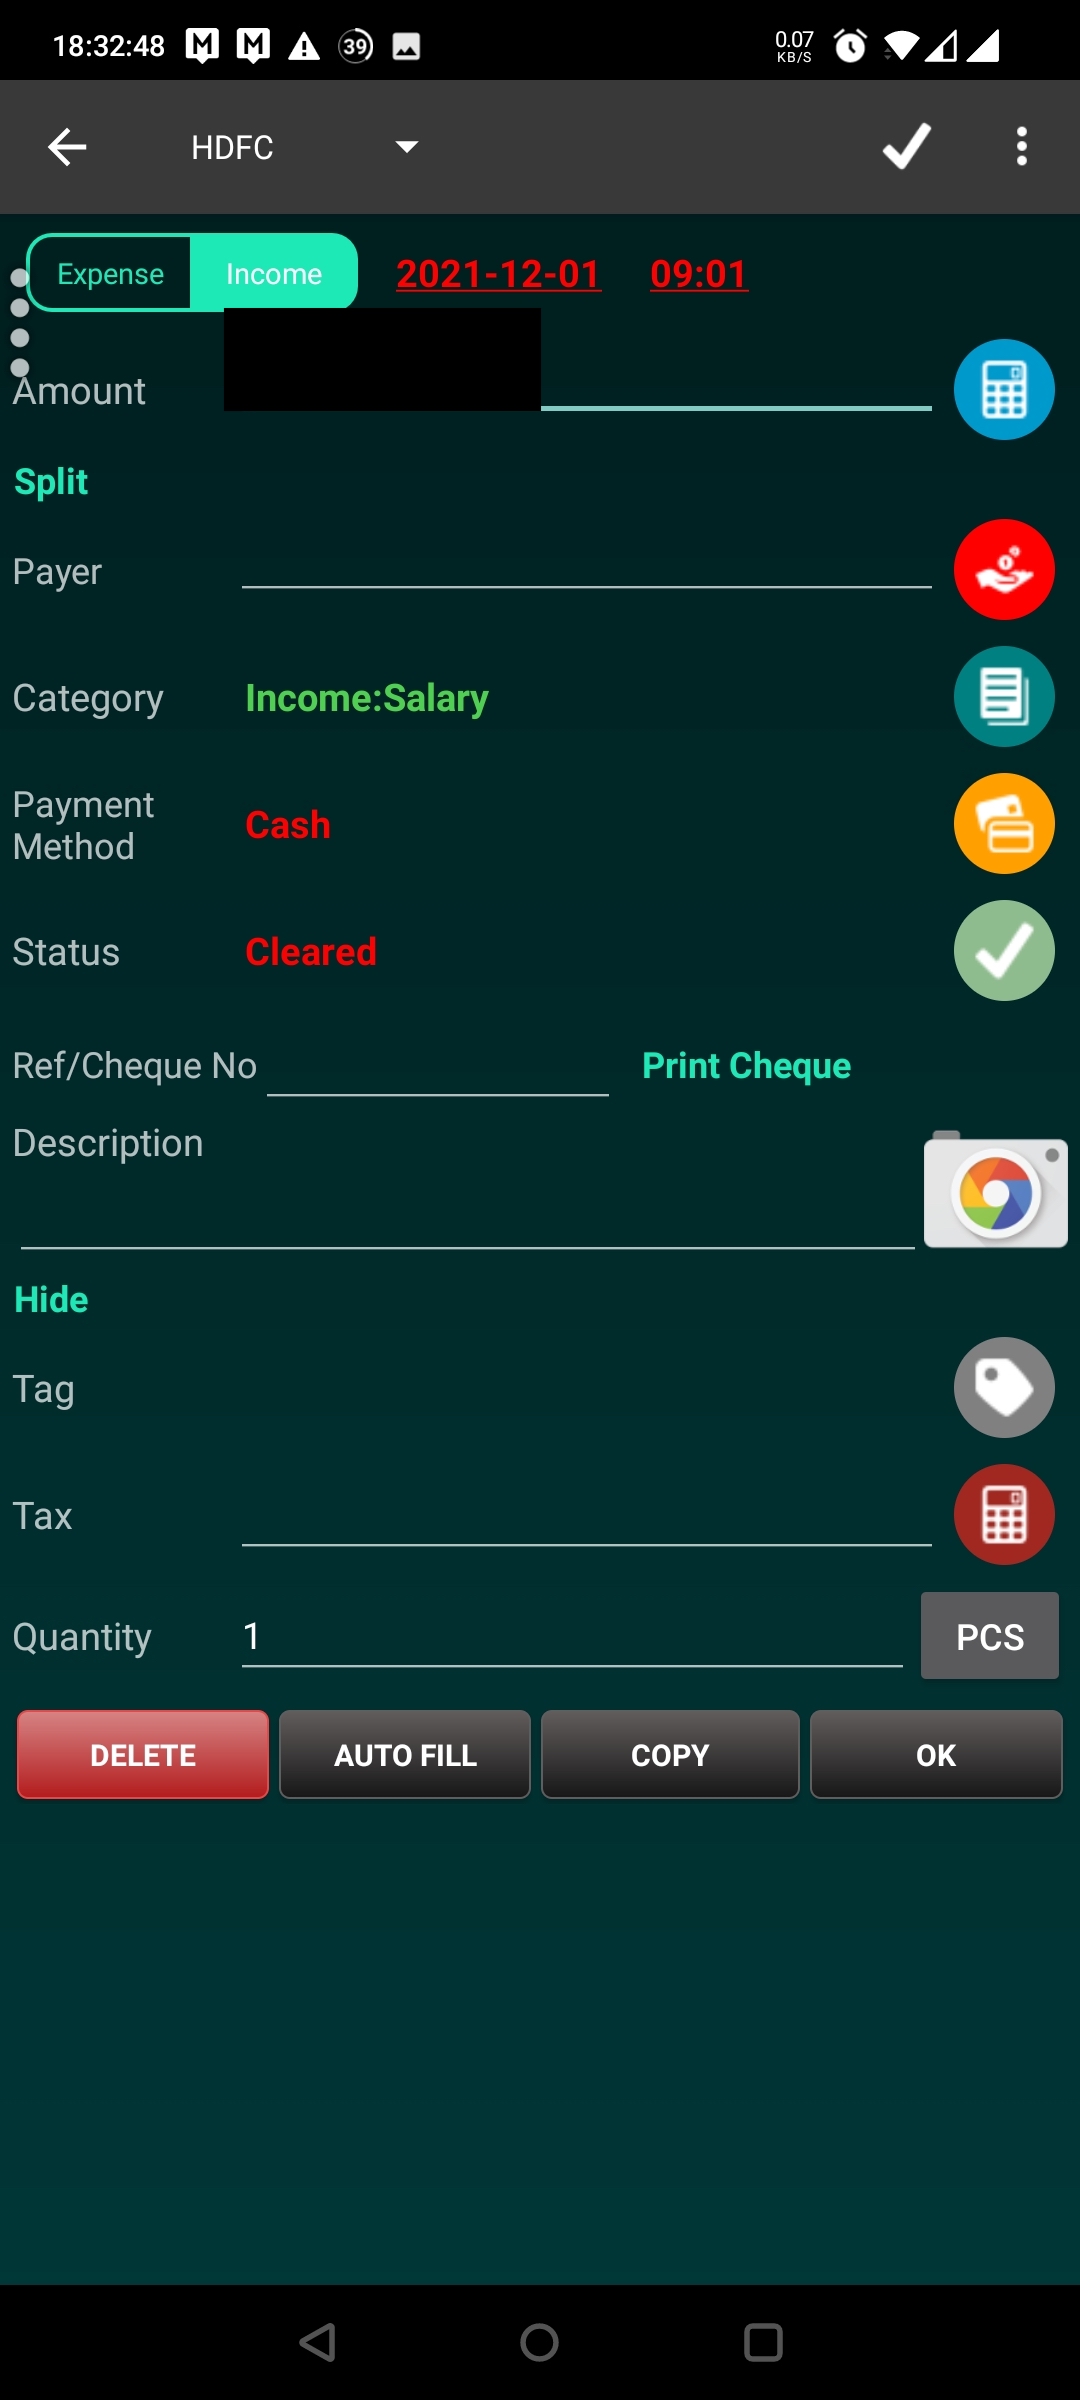 18:32:48 39 0.07 KB/S
HDFC
Expense Income 2021-12-01 09:01
Amount
Split
Payer
Category Income:Salary
Payment
Method Cash
Status Cleared
Ref/Cheque No Print Cheque
Description
Hide
Tag
Tax
Quantity 1 PCS
DELETE AUTO FILL COPY OK